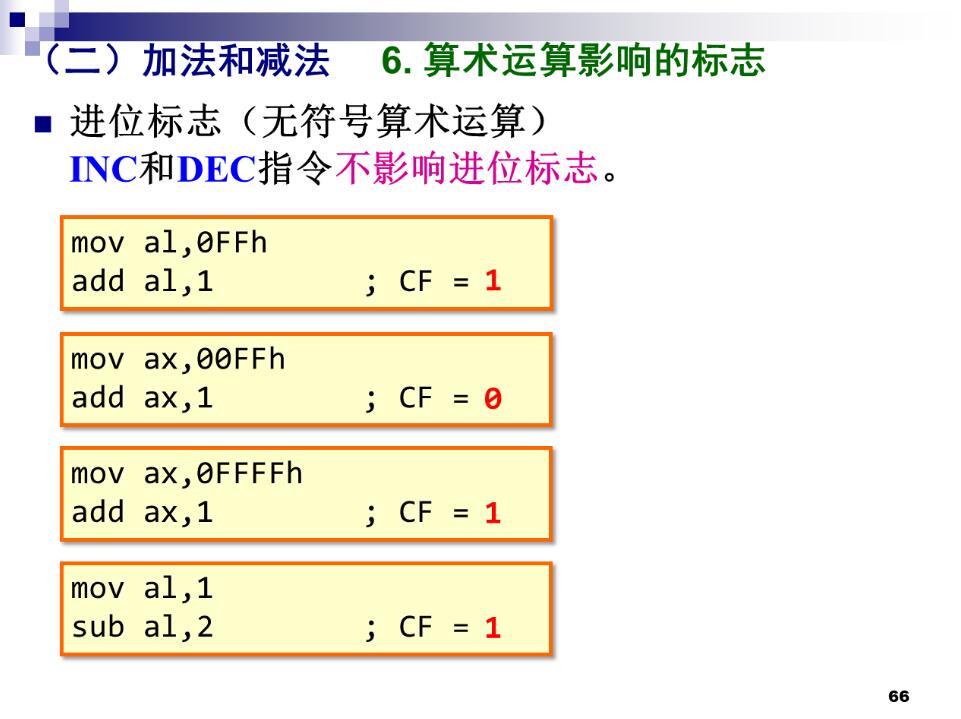 （二）加法和减法 6. 算术运算影响的标志
进位标志（无符号算术运算）
INC和DEC指令不影响进位标志。
mov al,0FFh
add al,1 ; CF = 1
mov ax,00FFh
add ax,1 ; CF = 0
mov ax,0FFFFh
add ax,1 ; CF = 1
mov al,1
sub al,2 ; CF = 1
66